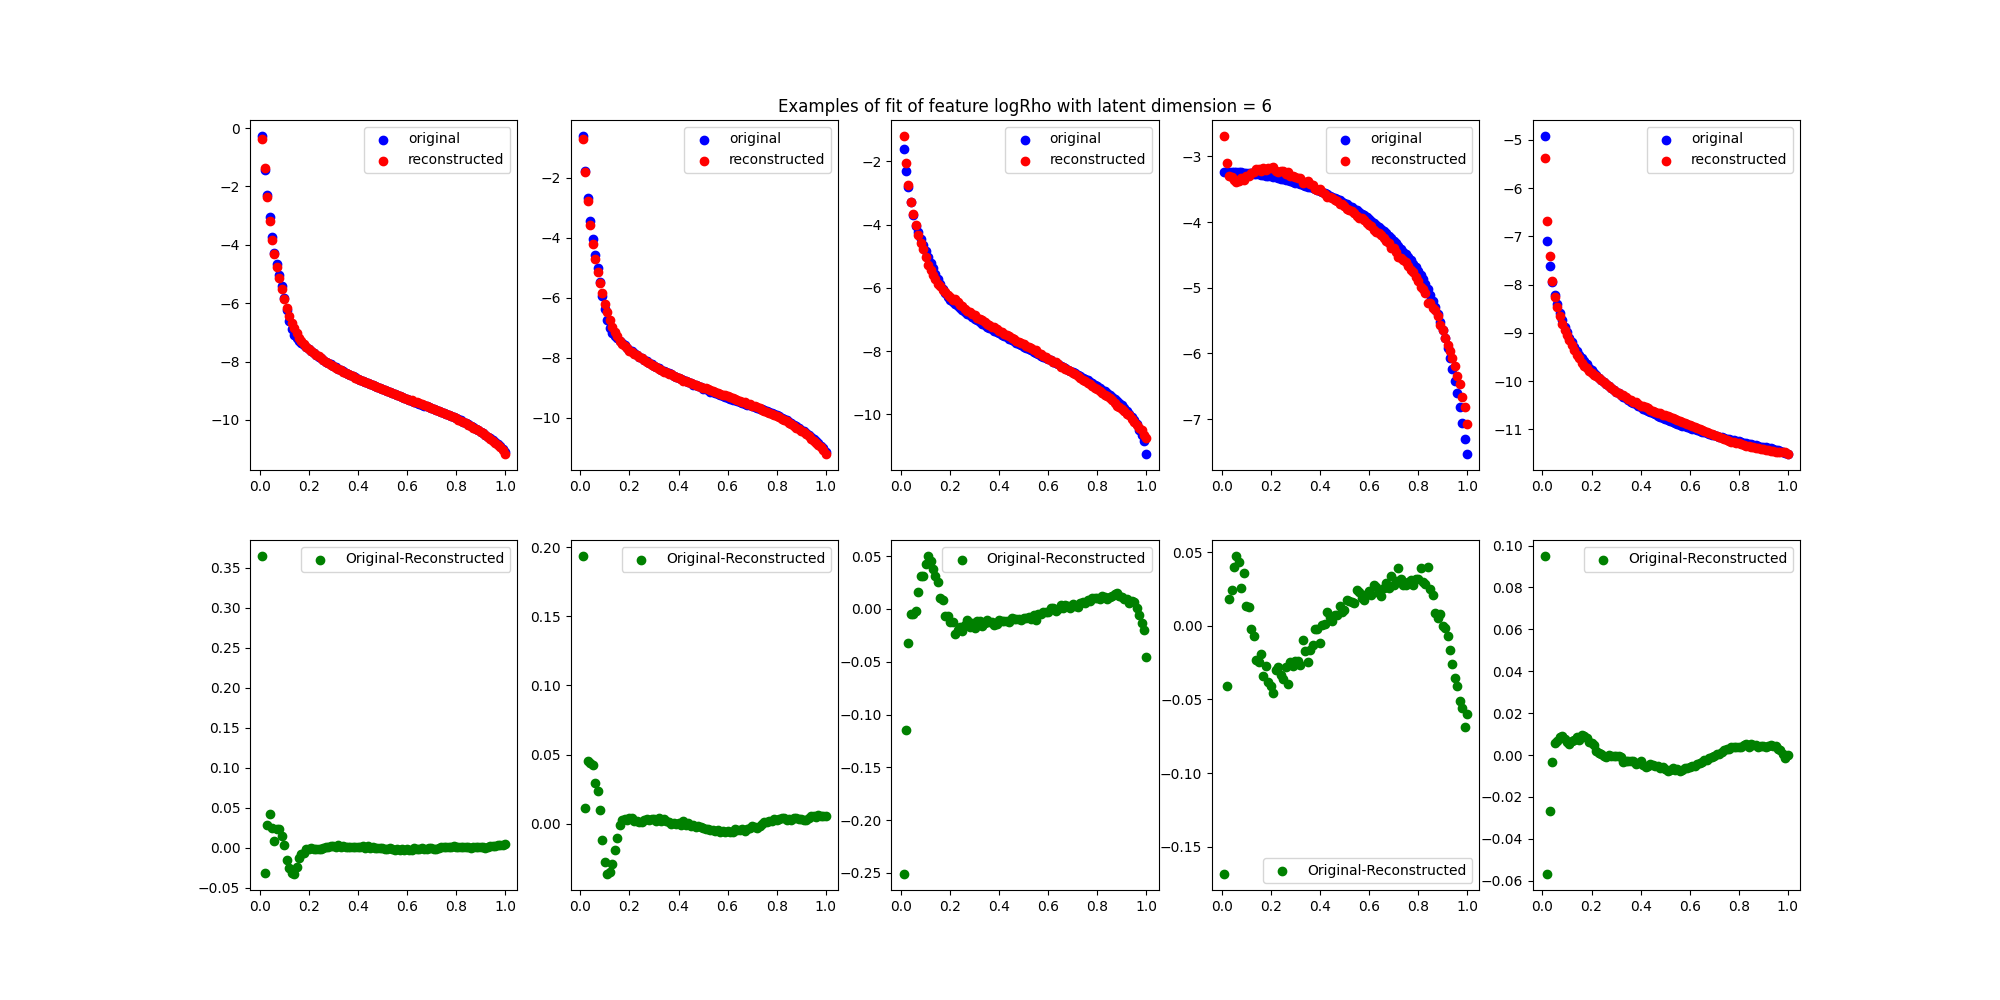 Examples of fit of feature logRho with latent dimension = 6
original
reconstructed
0
−2
−4
−6
−8
−10
0.0 0.2 0.4 0.6 0.8 1.0
original
reconstructed
−2
−4
−6
−8
−10
0.0 0.2 0.4 0.6 0.8 1.0
original
reconstructed
−2
−4
−6
−8
−10
0.0 0.2 0.4 0.6 0.8 1.0
original
reconstructed
−3
−4
−5
−6
−7
0.0 0.2 0.4 0.6 0.8 1.0
original
reconstructed
−5
−6
−7
−8
−9
−10
−11
0.0 0.2 0.4 0.6 0.8 1.0
Original-Reconstructed
0.35
0.30
0.25
0.20
0.15
0.10
0.05
0.00
−0.05
0.0 0.2 0.4 0.6 0.8 1.0
Original-Reconstructed
0.20
0.15
0.10
0.05
0.00
0.0 0.2 0.4 0.6 0.8 1.0
Original-Reconstructed
0.05
0.00
−0.05
−0.10
−0.15
−0.20
−0.25
0.0 0.2 0.4 0.6 0.8 1.0
0.05
0.00
−0.05
−0.10
−0.15
Original-Reconstructed
0.0 0.2 0.4 0.6 0.8 1.0
Original-Reconstructed
0.10
0.08
0.06
0.04
0.02
0.00
−0.02
−0.04
−0.06
0.0 0.2 0.4 0.6 0.8 1.0